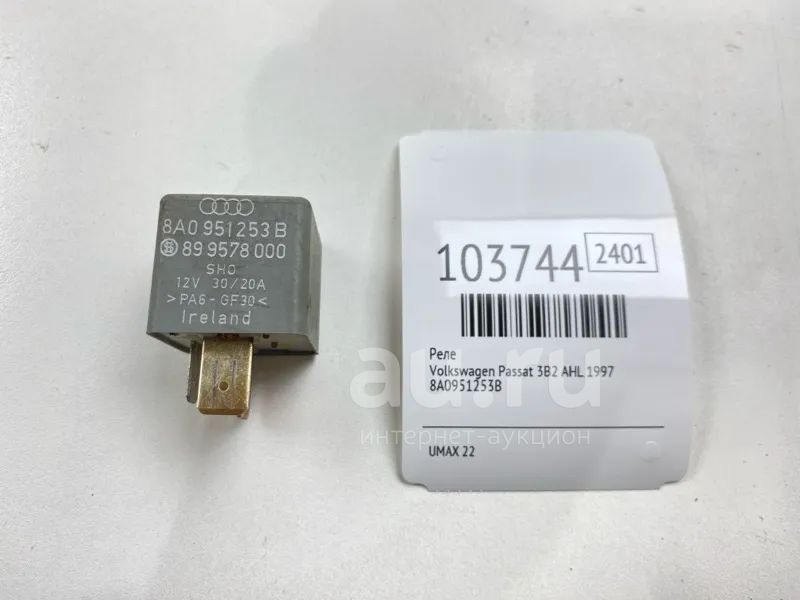 8A0 951253 B
89 9578 000
SHO
12V 30/20A
>PA6-GF30<
Ireland
103744
2401
Реле
Volkswagen Passat 3B2 AHL 1997
8A0951253B
UMAX 22
au.ru
интернет-аукцион